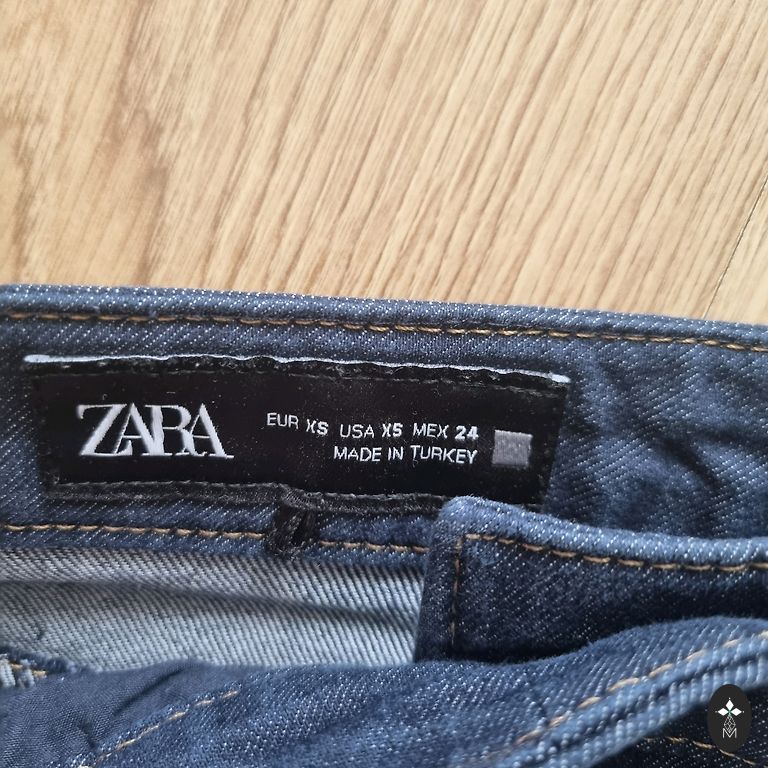 ZARA
EUR XS USA XS MEX 24
MADE IN TURKEY
M